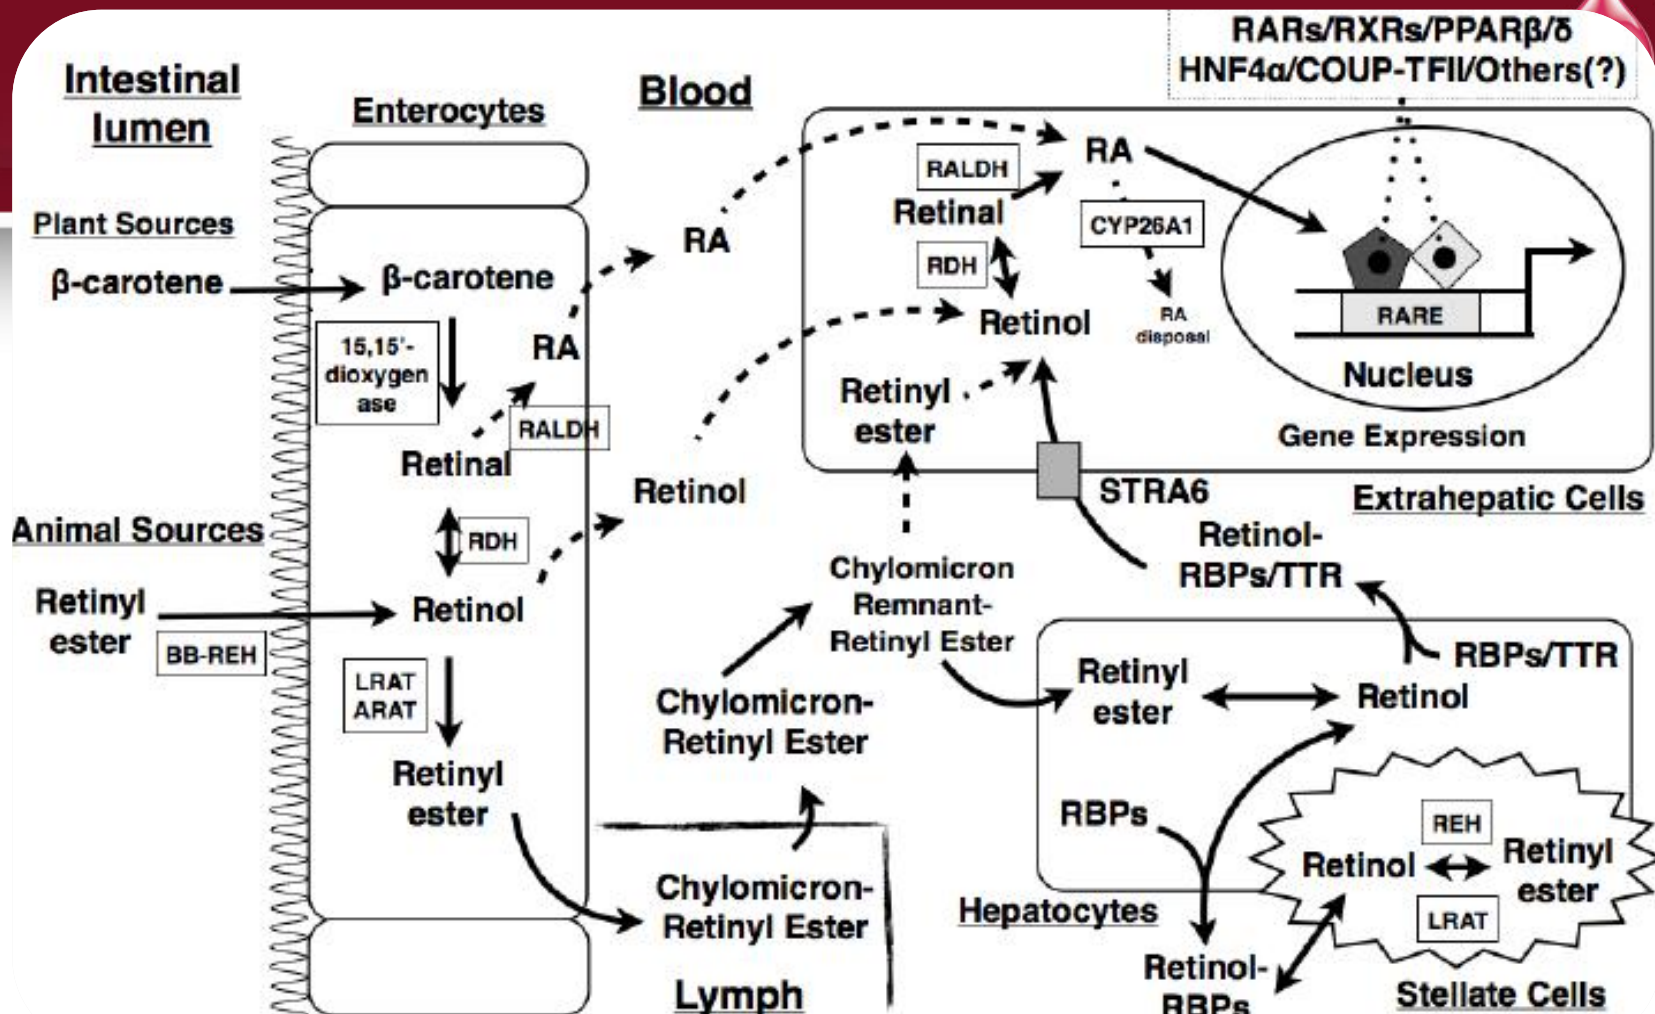 RARs/RXRs/PPARβ/δ
HNF4α/COUP-TFII/Others(?)
Intestinal
lumen
Enterocytes
Blood
Plant Sources
β-carotene
β-carotene
15,15'-
dioxygen
ase
RA
RALDH
Retinal
RDH
Animal Sources
Retinyl
ester
BB-REH
Retinol
LRAT
ARAT
Retinyl
ester
RA
Retinol
RALDH
RA
Retinal
CYP26A1
RDH
Retinol
RA
disposal
Retinyl
ester
RARE
Nucleus
Gene Expression
STRA6
Extrahepatic Cells
Retinol-
RBPs/TTR
Chylomicron
Remnant-
Retinyl Ester
Chylomicron-
Retinyl Ester
Chylomicron-
Retinyl Ester
Lymph
RBPs/TTR
Retinyl
ester
Retinol
RBPs
Hepatocytes
REH
Retinol
Retinyl
ester
LRAT
Retinol-
RBPs
Stellate Cells